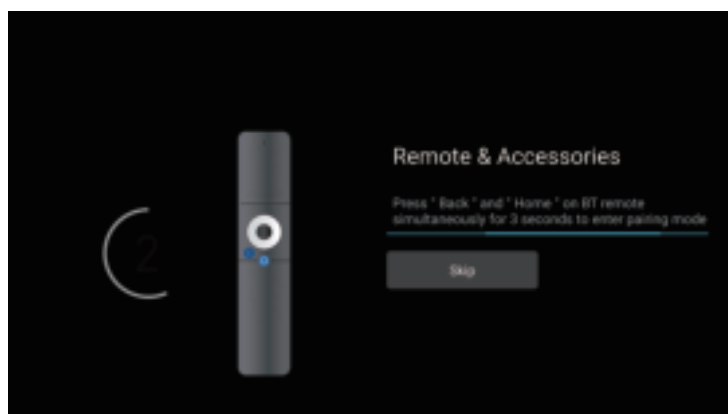 2
Remote & Accessories
Press " Back " and " Home " on BT remote
simultaneously for 3 seconds to enter pairing mode
Skip